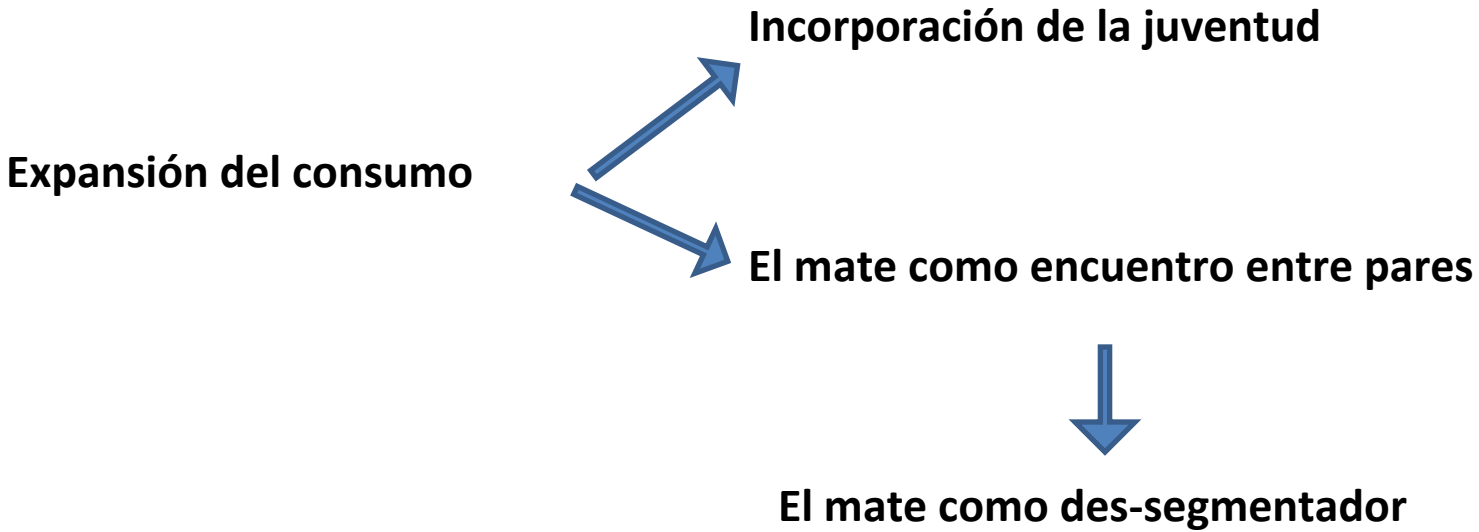 Incorporación de la juventud
Expansión del consumo
El mate como encuentro entre pares
El mate como des-segmentador